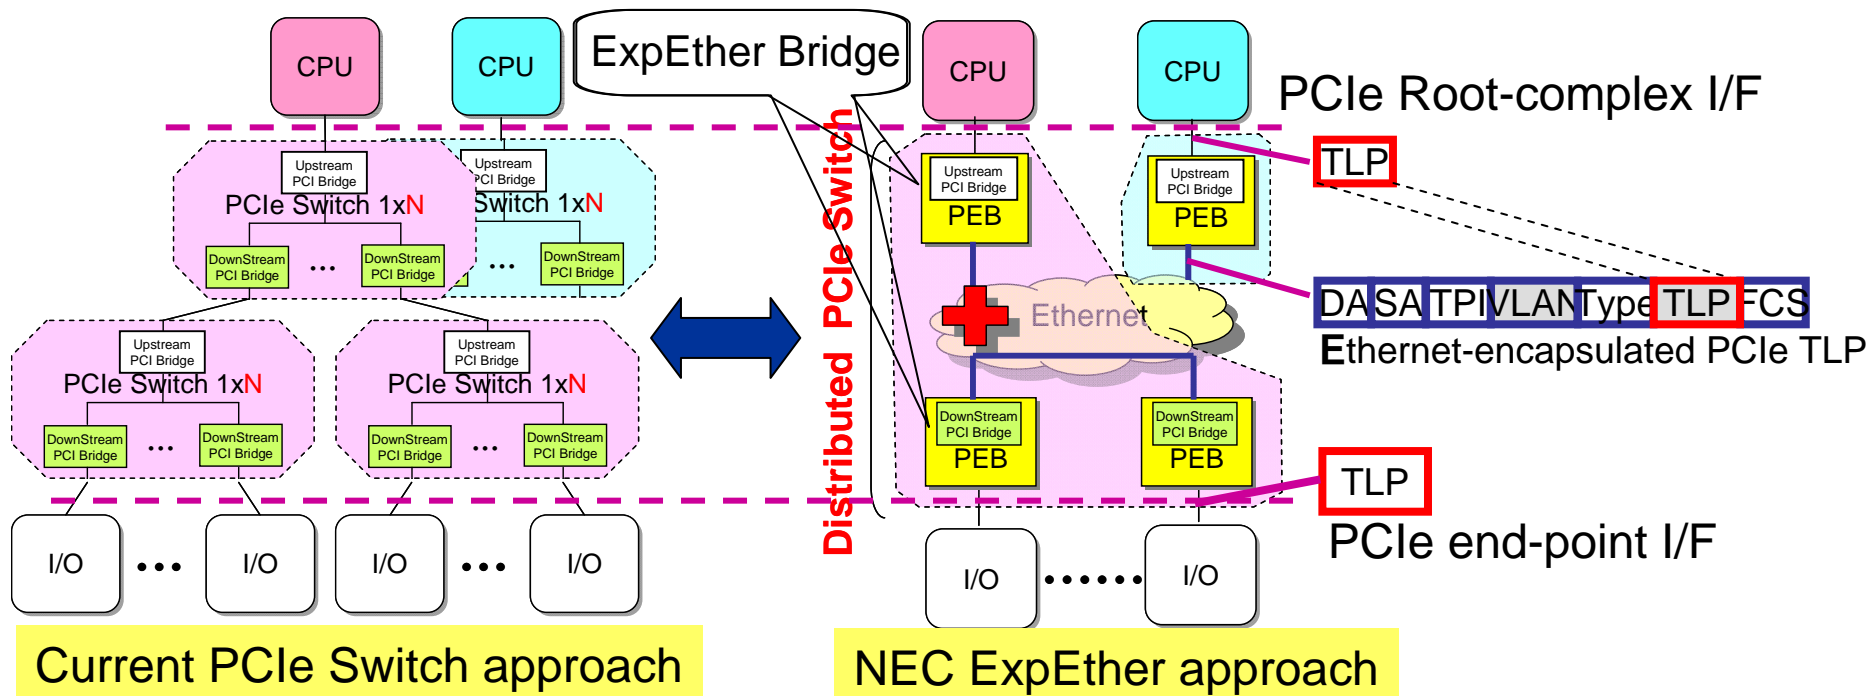 CPU
CPU
ExpEther Bridge
CPU
CPU
PCIe Root-complex I/F
Upstream
PCI Bridge
PCIe Switch 1xN
DownStream
PCI Bridge
...
DownStream
PCI Bridge
Upstream
PCI Bridge
Switch 1xN
...
DownStream
PCI Bridge
Upstream
PCI Bridge
PCIe Switch 1xN
DownStream
PCI Bridge
...
DownStream
PCI Bridge
Upstream
PCI Bridge
PCIe Switch 1xN
DownStream
PCI Bridge
...
DownStream
PCI Bridge
I/O
...
I/O
I/O
...
I/O
Current PCIe Switch approach
Distributed PCIe Switch
Upstream
PCI Bridge
PEB
Upstream
PCI Bridge
PEB
Ethernet
DownStream
PCI Bridge
PEB
DownStream
PCI Bridge
PEB
I/O
......
I/O
NEC ExpEther approach
TLP
DA SA TPI VLAN Type TLP FCS
Ethernet-encapsulated PCIe TLP
TLP
PCIe end-point I/F